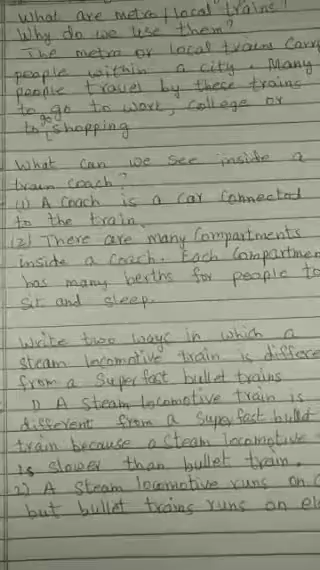 What are metro/local trains?
Why do we use them?
The metro or local trains carry
people within a city. Many
people travel by these trains
to go to work, college or
to go shopping
What can we see inside a
train coach?
(1) A coach is a car connected
to the train.
(2) There are many compartments
inside a coach. Each compartme
has many berths for people to
sit and sleep.
Write two ways in which a
steam locomotive train is differe
from a Superfast bullet trains
1) A Steam locomotive train is
different from a Superfast bullet
train because a steam locomotive
is slower than bullet train.
2) A Steam locomotive runs on
but bullet trains runs on el